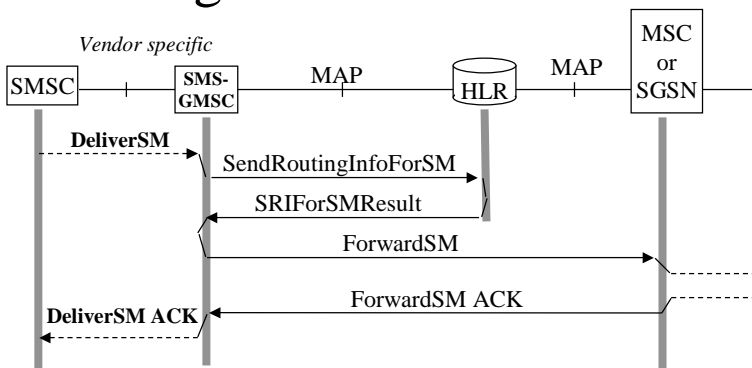 Vendor specific
SMSC
SMS-
GMSC
MAP
HLR
MAP
MSC
or
SGSN
DeliverSM
SendRoutingInfoForSM
SRIForSMResult
ForwardSM
ForwardSM ACK
DeliverSM ACK